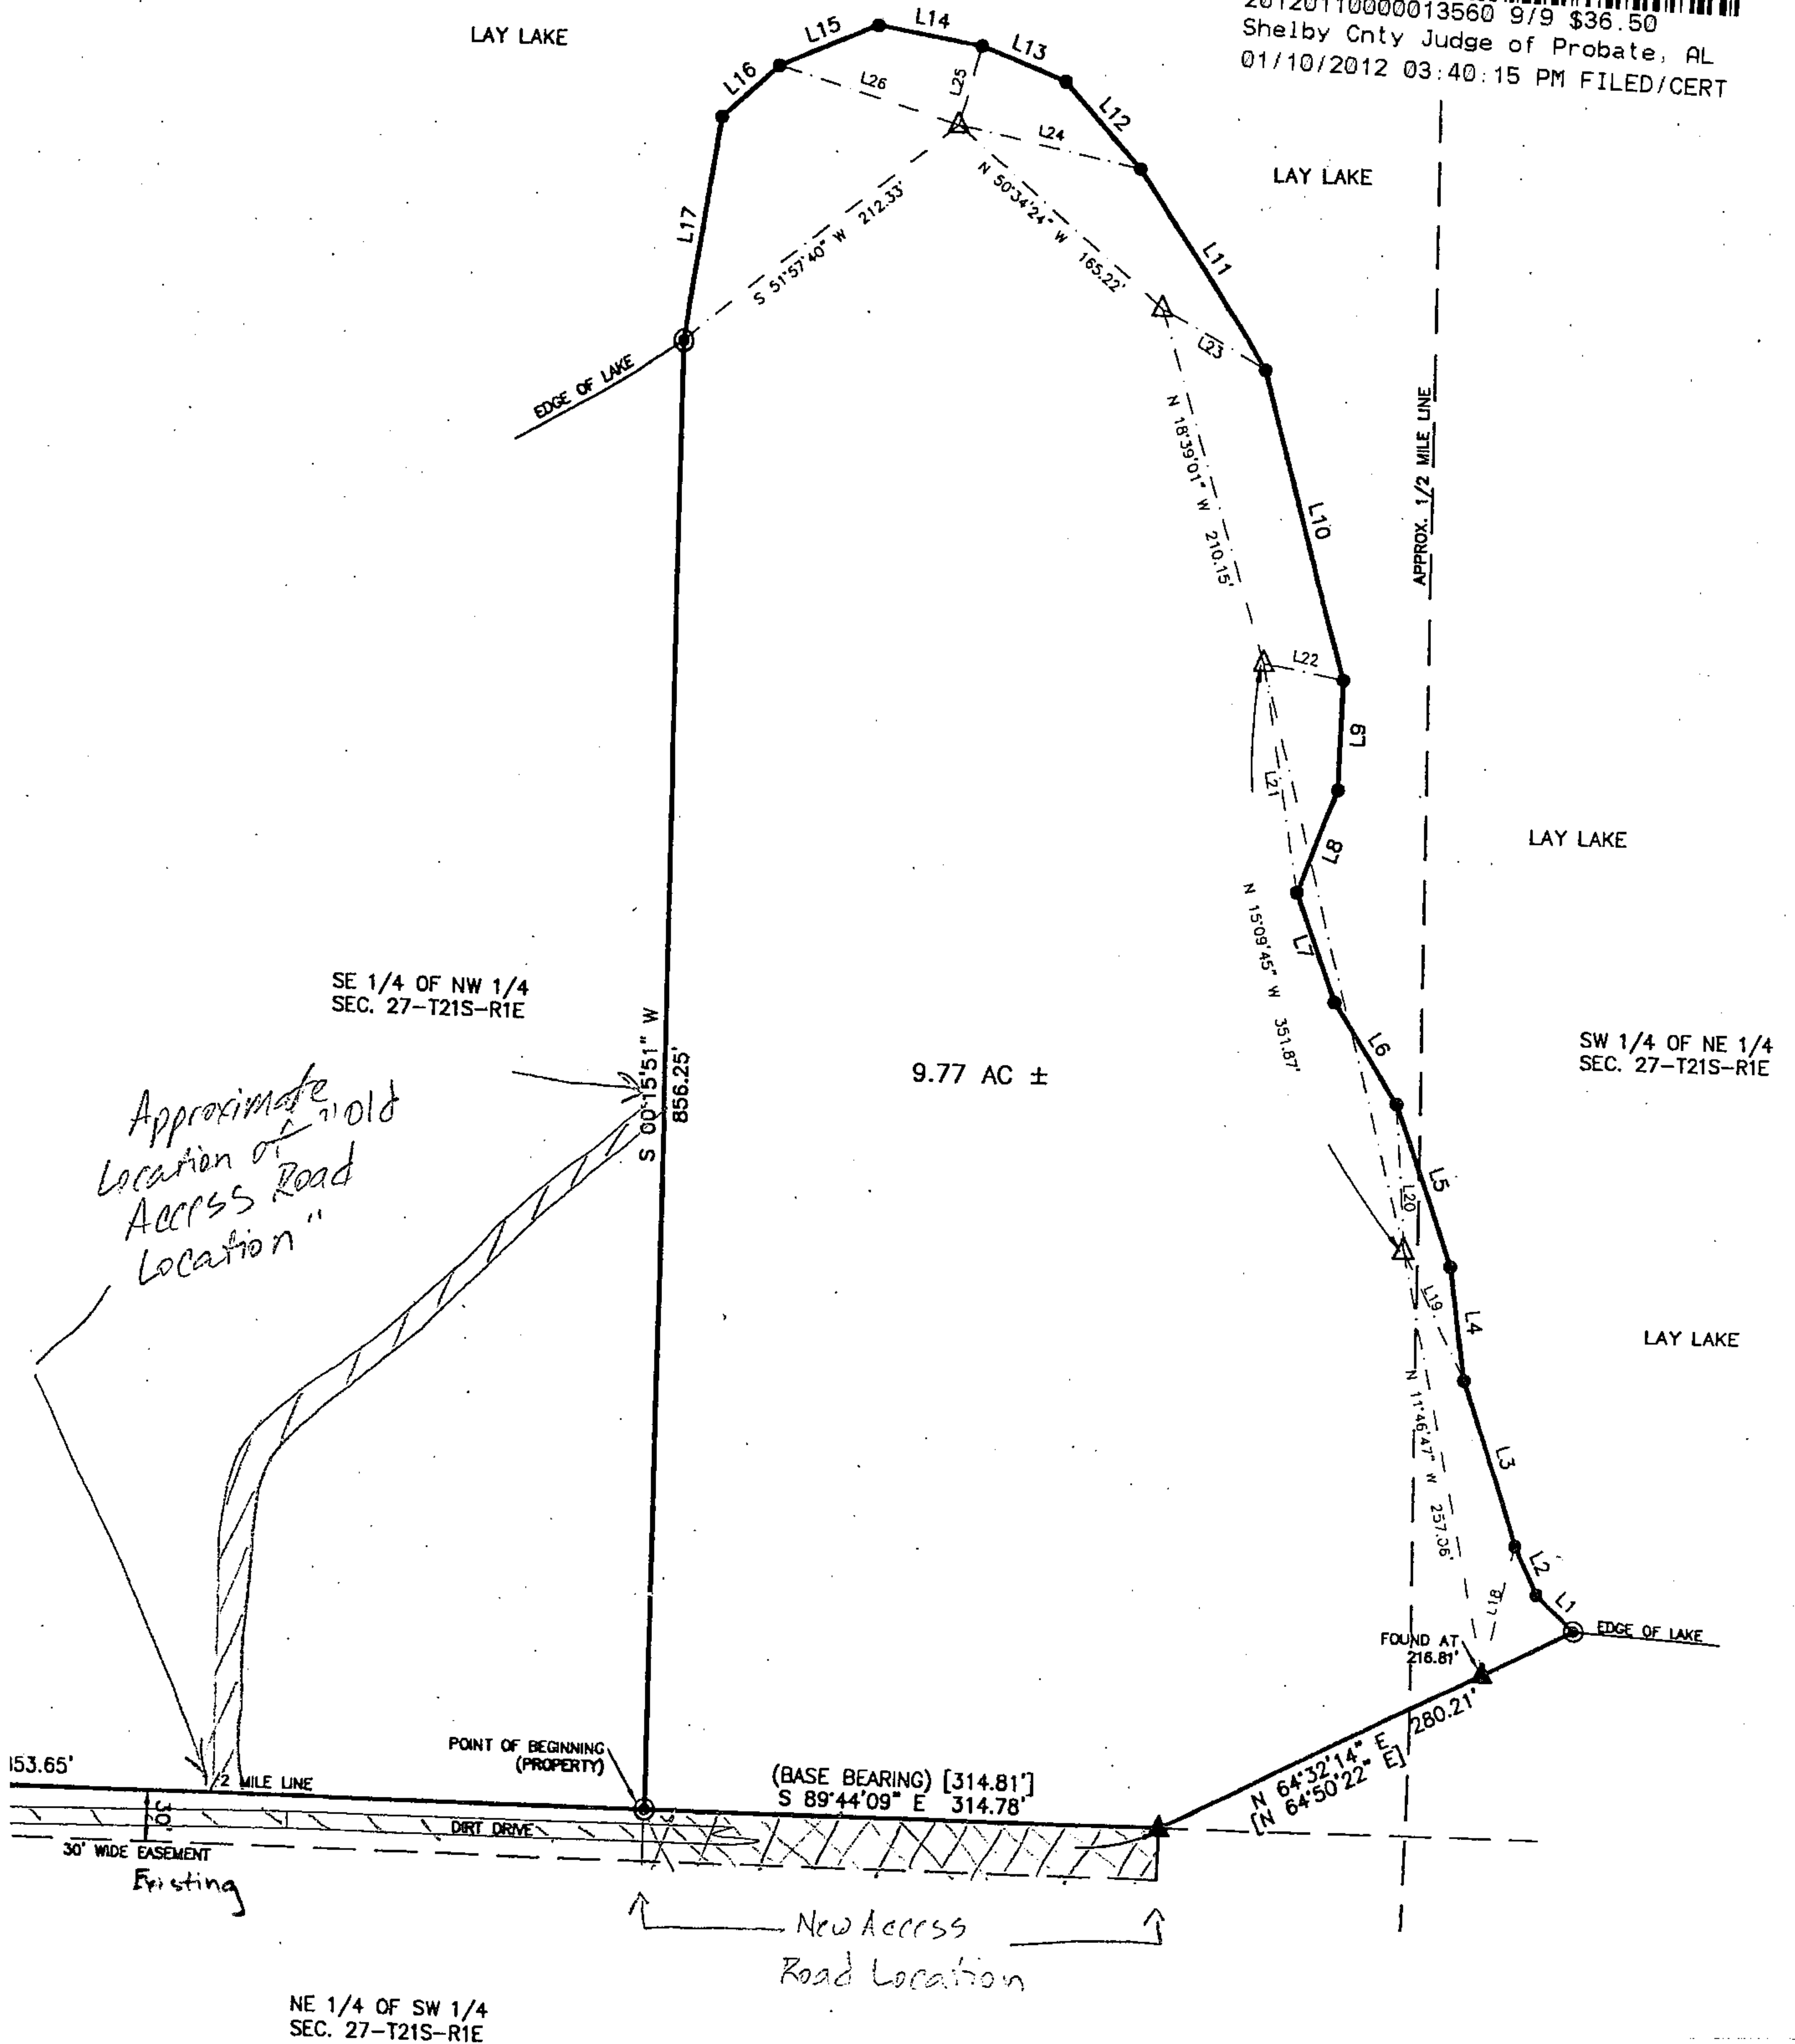 20120110000013560 9/9 $36.50
Shelby Cnty Judge of Probate, AL
01/10/2012 03:40:15 PM FILED/CERT
LAY LAKE
L15
L14
L13
L16
L26
L25
L12
L24
LAY LAKE
L17
S 51°57'40" W 212.33'
N 50°34'24" W 165.22'
L11
L23
EDGE OF LAKE
N 18°39'01" W 210.15'
L10
APPROX. 1/2 MILE LINE
L22
L9
L21
L8
LAY LAKE
L7
N 15°09'45" W 351.87'
SE 1/4 OF NW 1/4
SEC. 27-T21S-R1E
S 00°15'51" W
856.25'
9.77 AC ±
L6
SW 1/4 OF NE 1/4
SEC. 27-T21S-R1E
Approximate
Location of "Old
Access Road
Location"
L5
L20
L19
L4
LAY LAKE
N 11°46'47" W 257.06'
L3
L2
L18
L1
EDGE OF LAKE
FOUND AT
216.81'
280.21'
N 64°32'14" E
[N 64°50'22" E]
POINT OF BEGINNING
(PROPERTY)
153.65'
1/2 MILE LINE
(BASE BEARING) [314.81']
S 89°44'09" E 314.78'
30'
DIRT DRIVE
30' WIDE EASEMENT
Existing
New Access
Road Location
NE 1/4 OF SW 1/4
SEC. 27-T21S-R1E